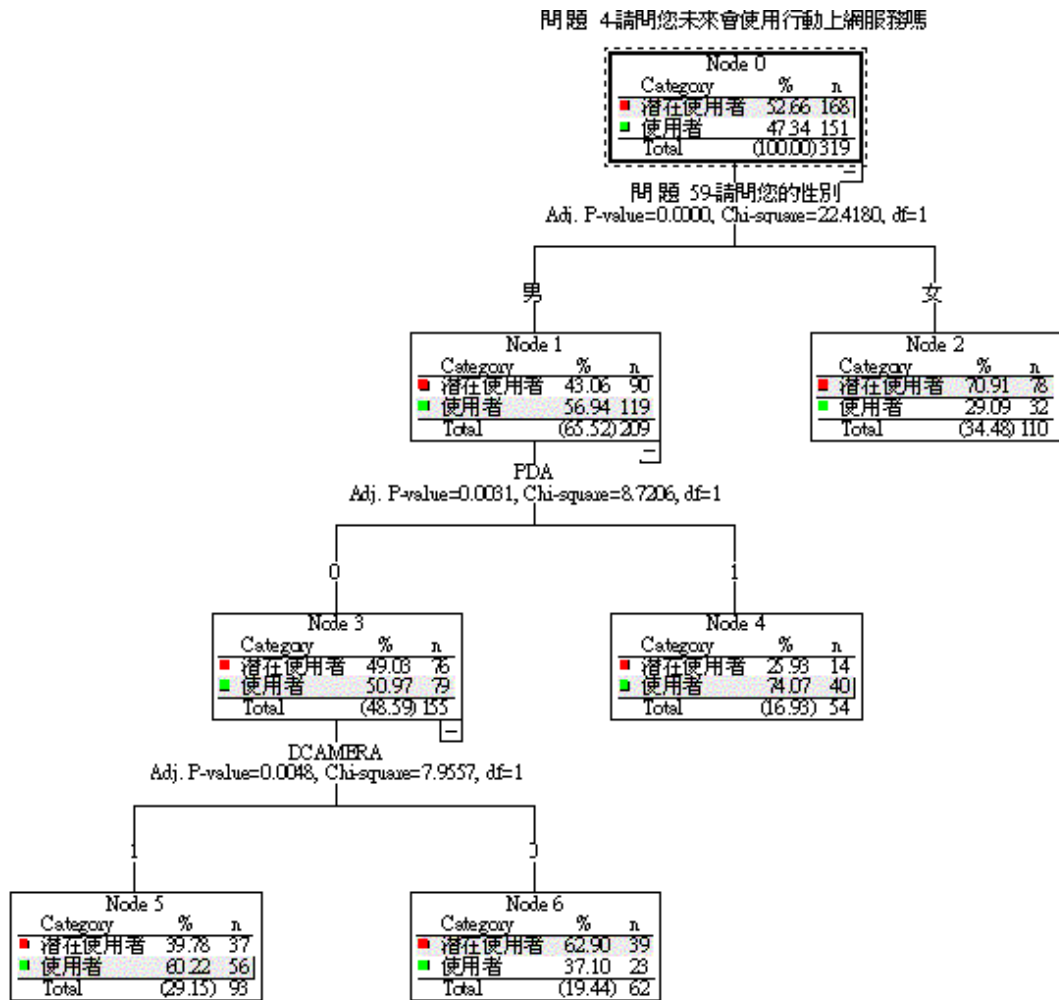 問題 4-請問您未來會使用行動上網服務嗎
Node 0
Category % n
潛在使用者 52.66 168
使用者 47.34 151
Total (100.00) 319
問題 59-請問您的性別
Adj. P-value=0.0000, Chi-square=22.4180, df=1
男
女
Node 1
Category % n
潛在使用者 43.06 90
使用者 56.94 119
Total (65.52) 209
Node 2
Category % n
潛在使用者 70.91 78
使用者 29.09 32
Total (34.48) 110
PDA
Adj. P-value=0.0031, Chi-square=8.7206, df=1
0
1
Node 3
Category % n
潛在使用者 49.03 76
使用者 50.97 79
Total (48.59) 155
Node 4
Category % n
潛在使用者 25.93 14
使用者 74.07 40
Total (16.93) 54
DCAMERA
Adj. P-value=0.0048, Chi-square=7.9557, df=1
1
0
Node 5
Category % n
潛在使用者 39.78 37
使用者 60.22 56
Total (29.15) 93
Node 6
Category % n
潛在使用者 62.90 39
使用者 37.10 23
Total (19.44) 62